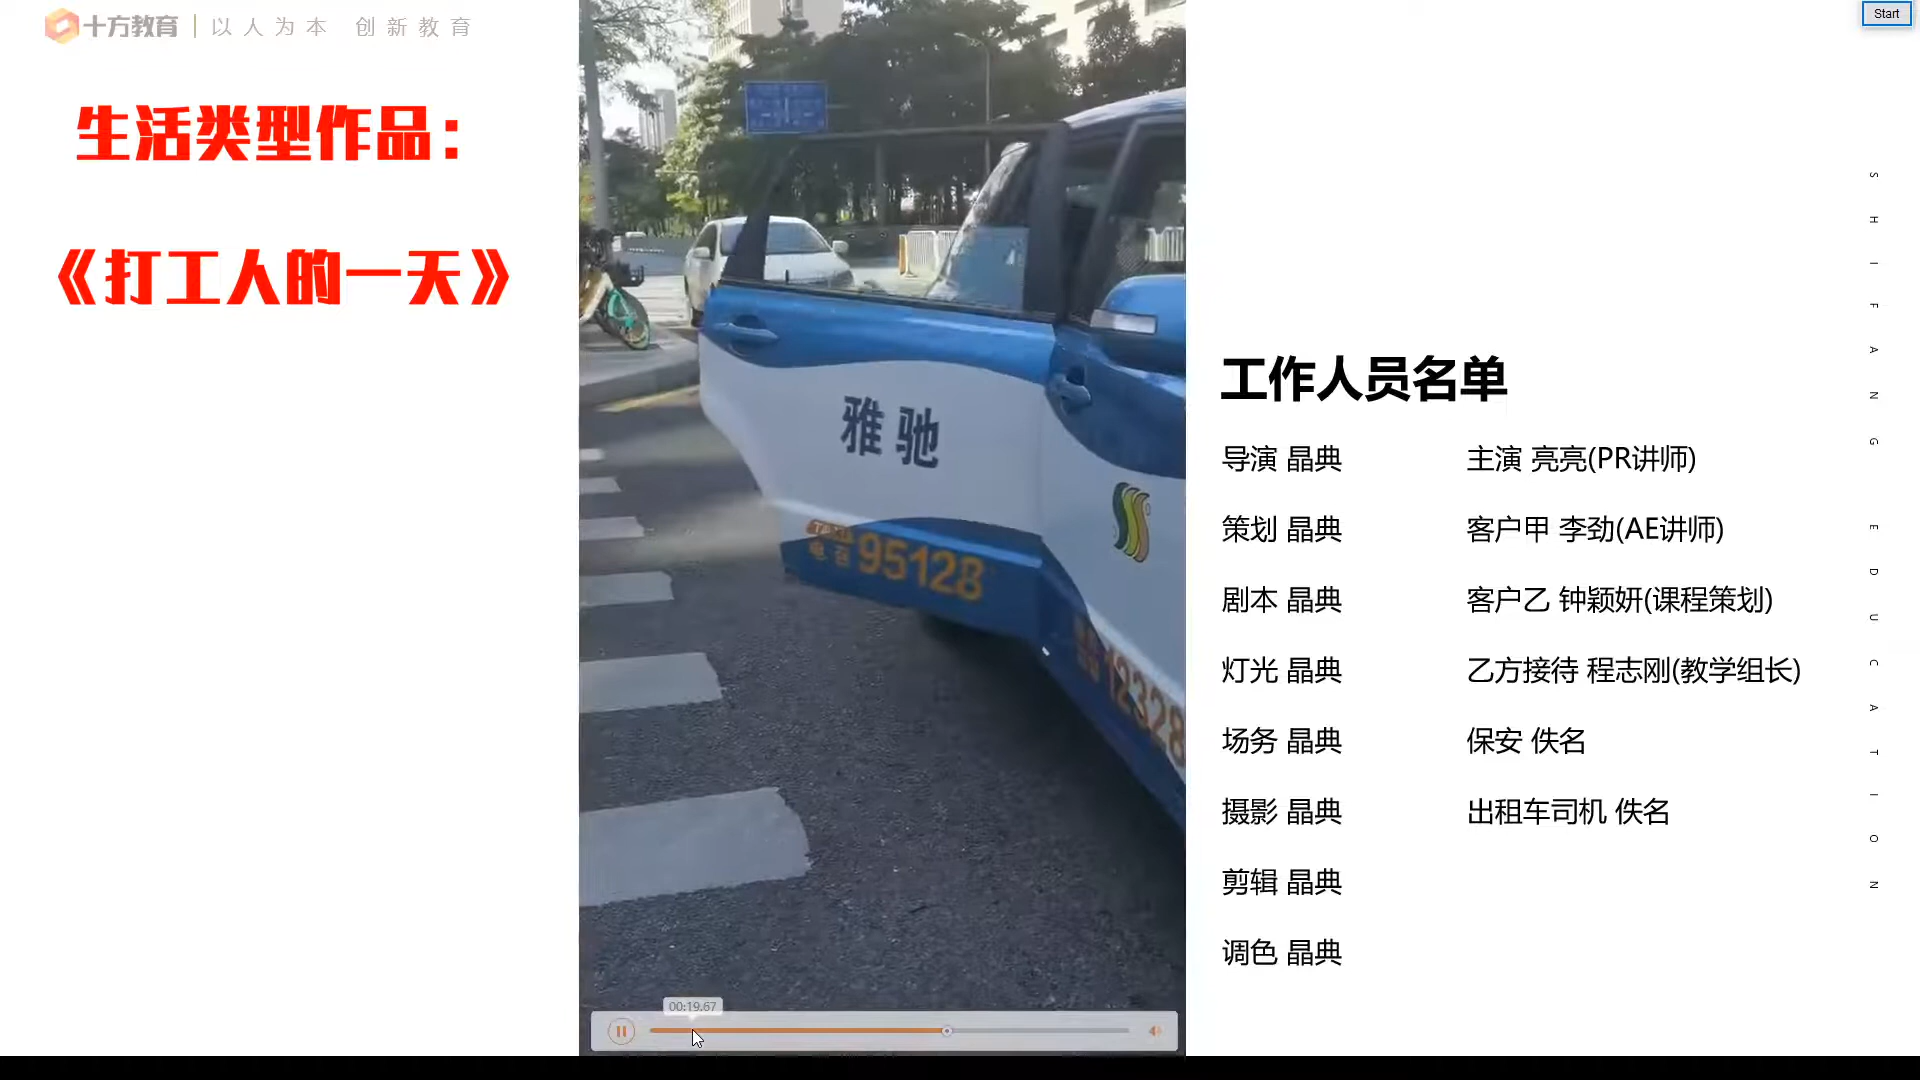 十方教育 | 以人为本 创新教育
Start
生活类型作品：
《打工人的一天》
雅驰
TAXI
电召 95128
12328
00:19.67
工作人员名单
导演 晶典
主演 亮亮(PR讲师)
策划 晶典
客户甲 李劲(AE讲师)
剧本 晶典
客户乙 钟颖妍(课程策划)
灯光 晶典
乙方接待 程志刚(教学组长)
场务 晶典
保安 佚名
摄影 晶典
出租车司机 佚名
剪辑 晶典
调色 晶典
SHIFANG EDUCATION